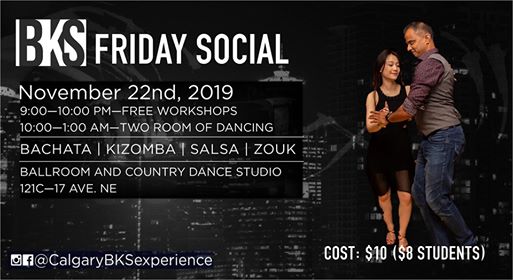 BKS FRIDAY SOCIAL
November 22nd, 2019
9:00—10:00 PM—FREE WORKSHOPS
10:00—1:00 AM—TWO ROOM OF DANCING
BACHATA | KIZOMBA | SALSA | ZOUK
BALLROOM AND COUNTRY DANCE STUDIO
121C—17 AVE. NE
@CalgaryBKSexperience
COST: $10 ($8 STUDENTS)